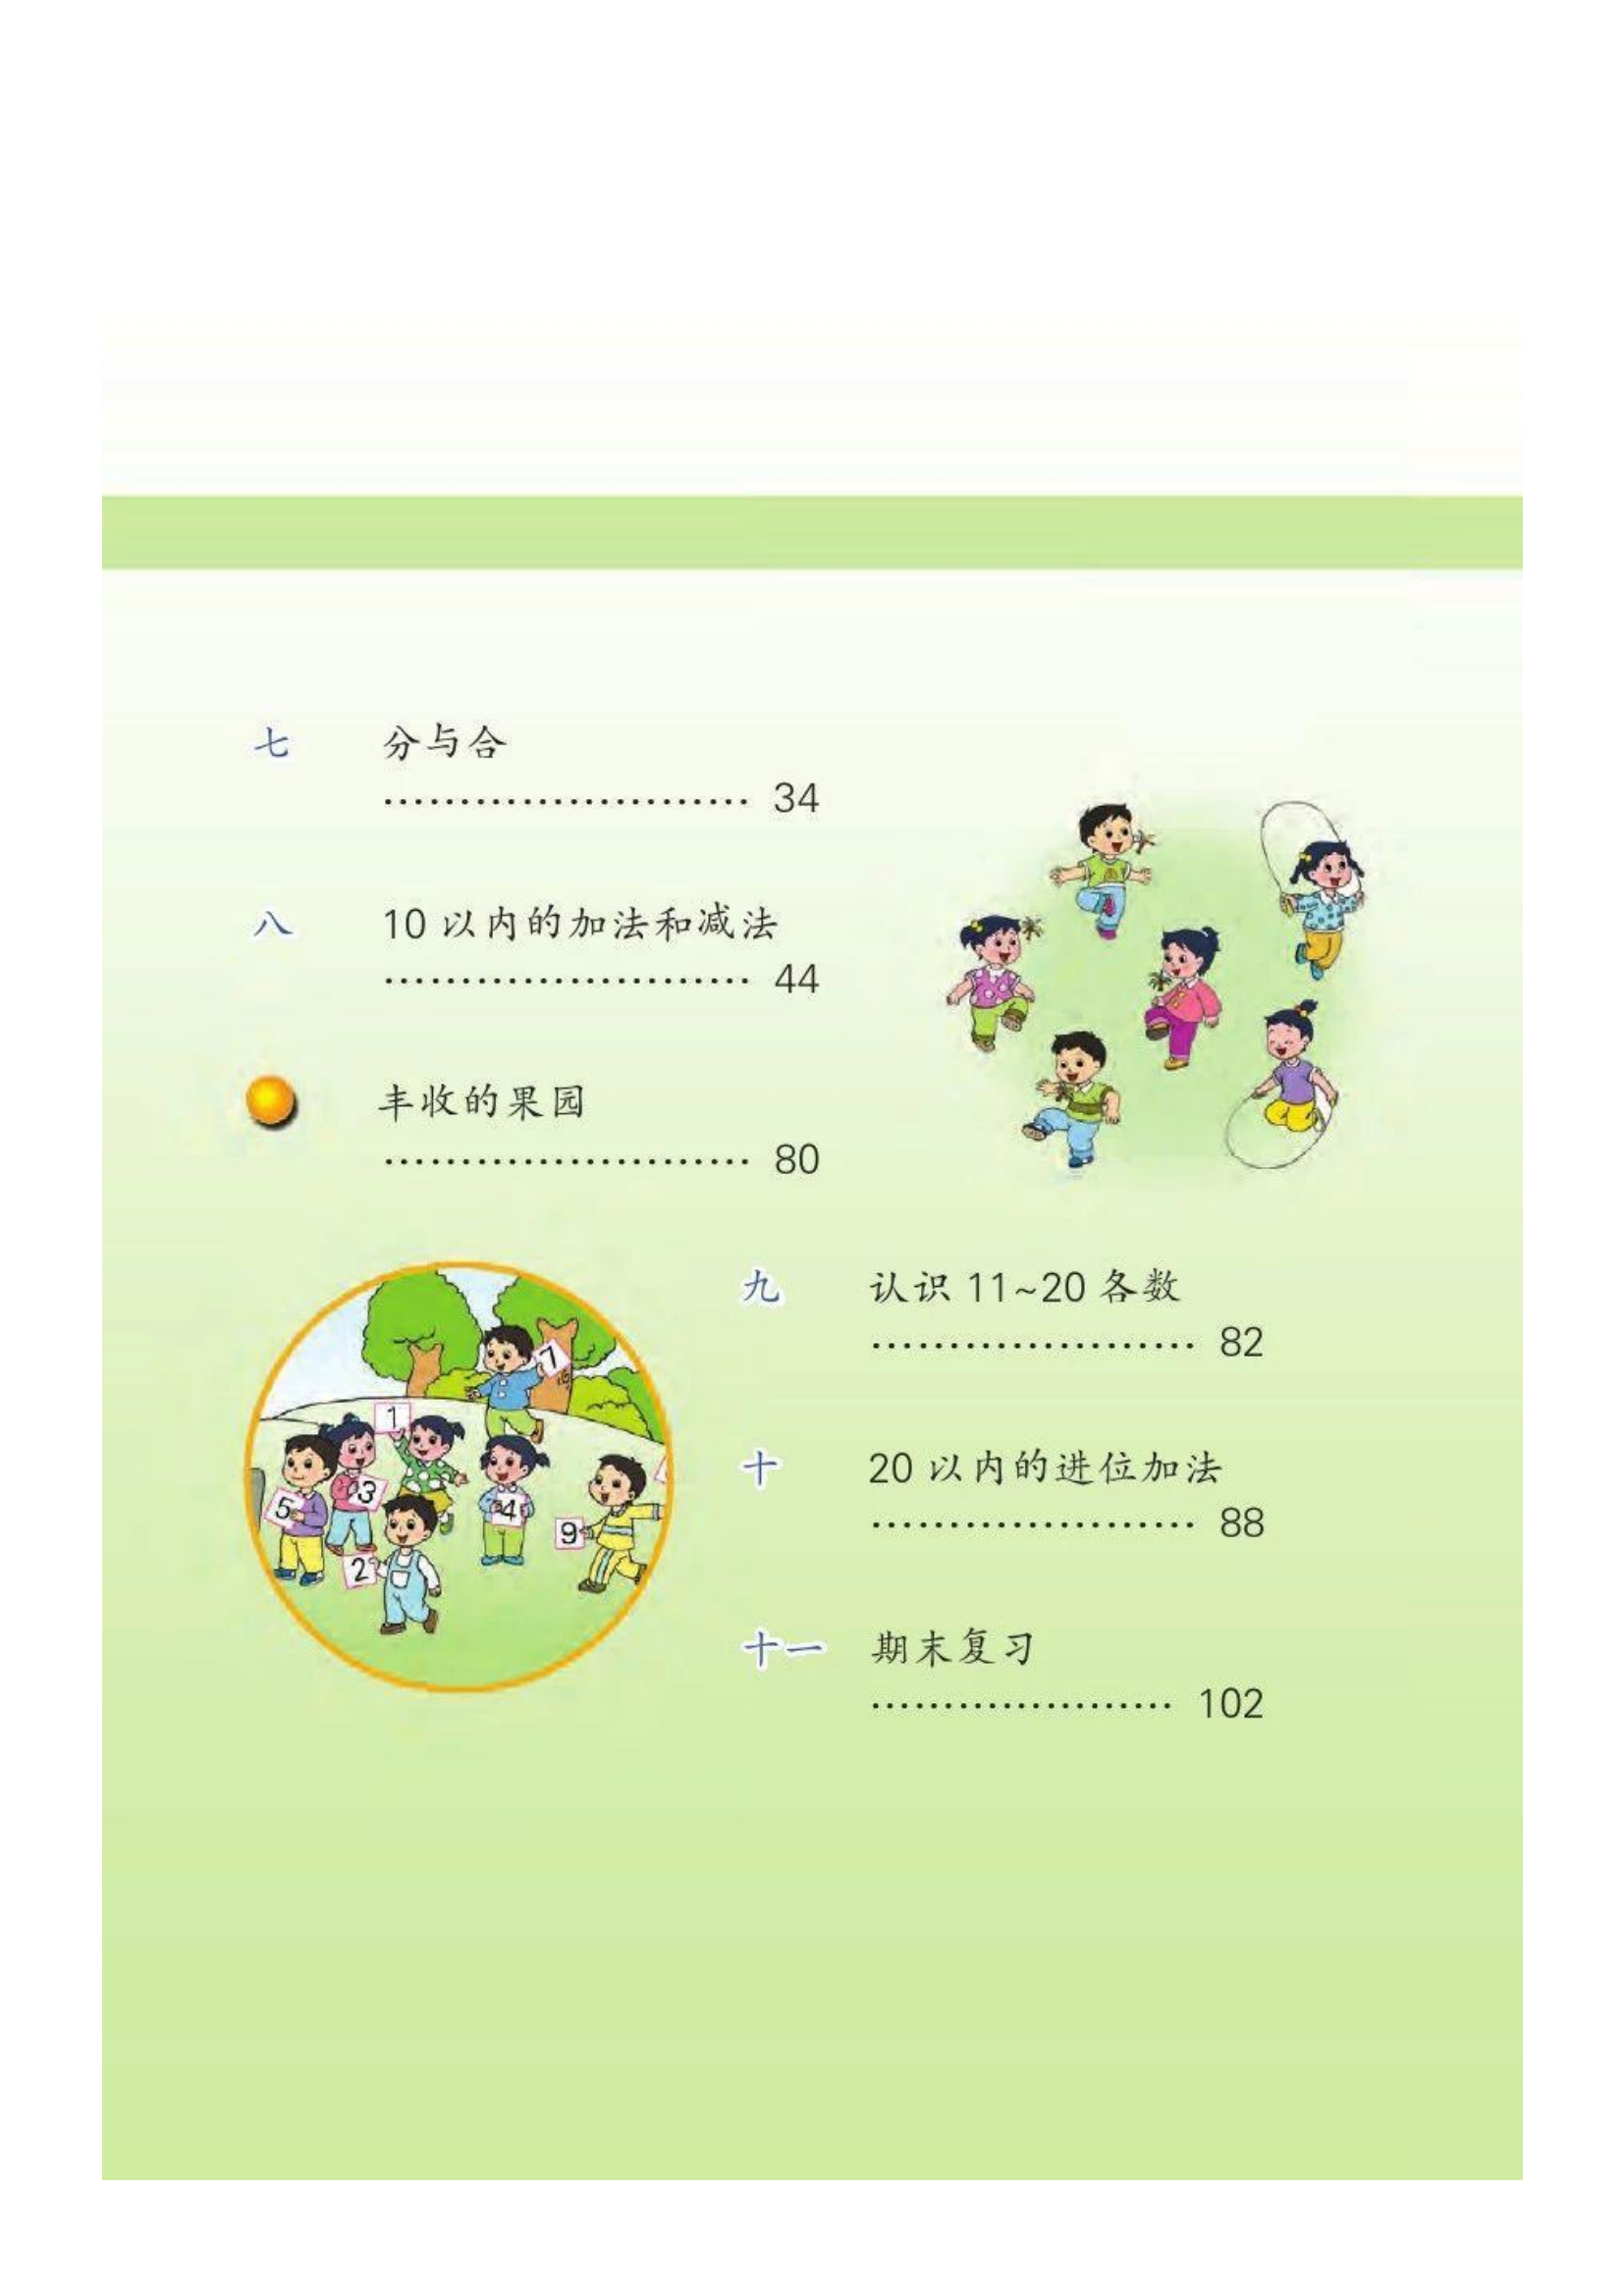 七 分与合
........................ 34
八 10 以内的加法和减法
........................ 44
丰收的果园
........................ 80
九 认识 11~20 各数
...................... 82
十 20 以内的进位加法
...................... 88
十一 期末复习
..................... 102
7
1
5
3
4
9
2